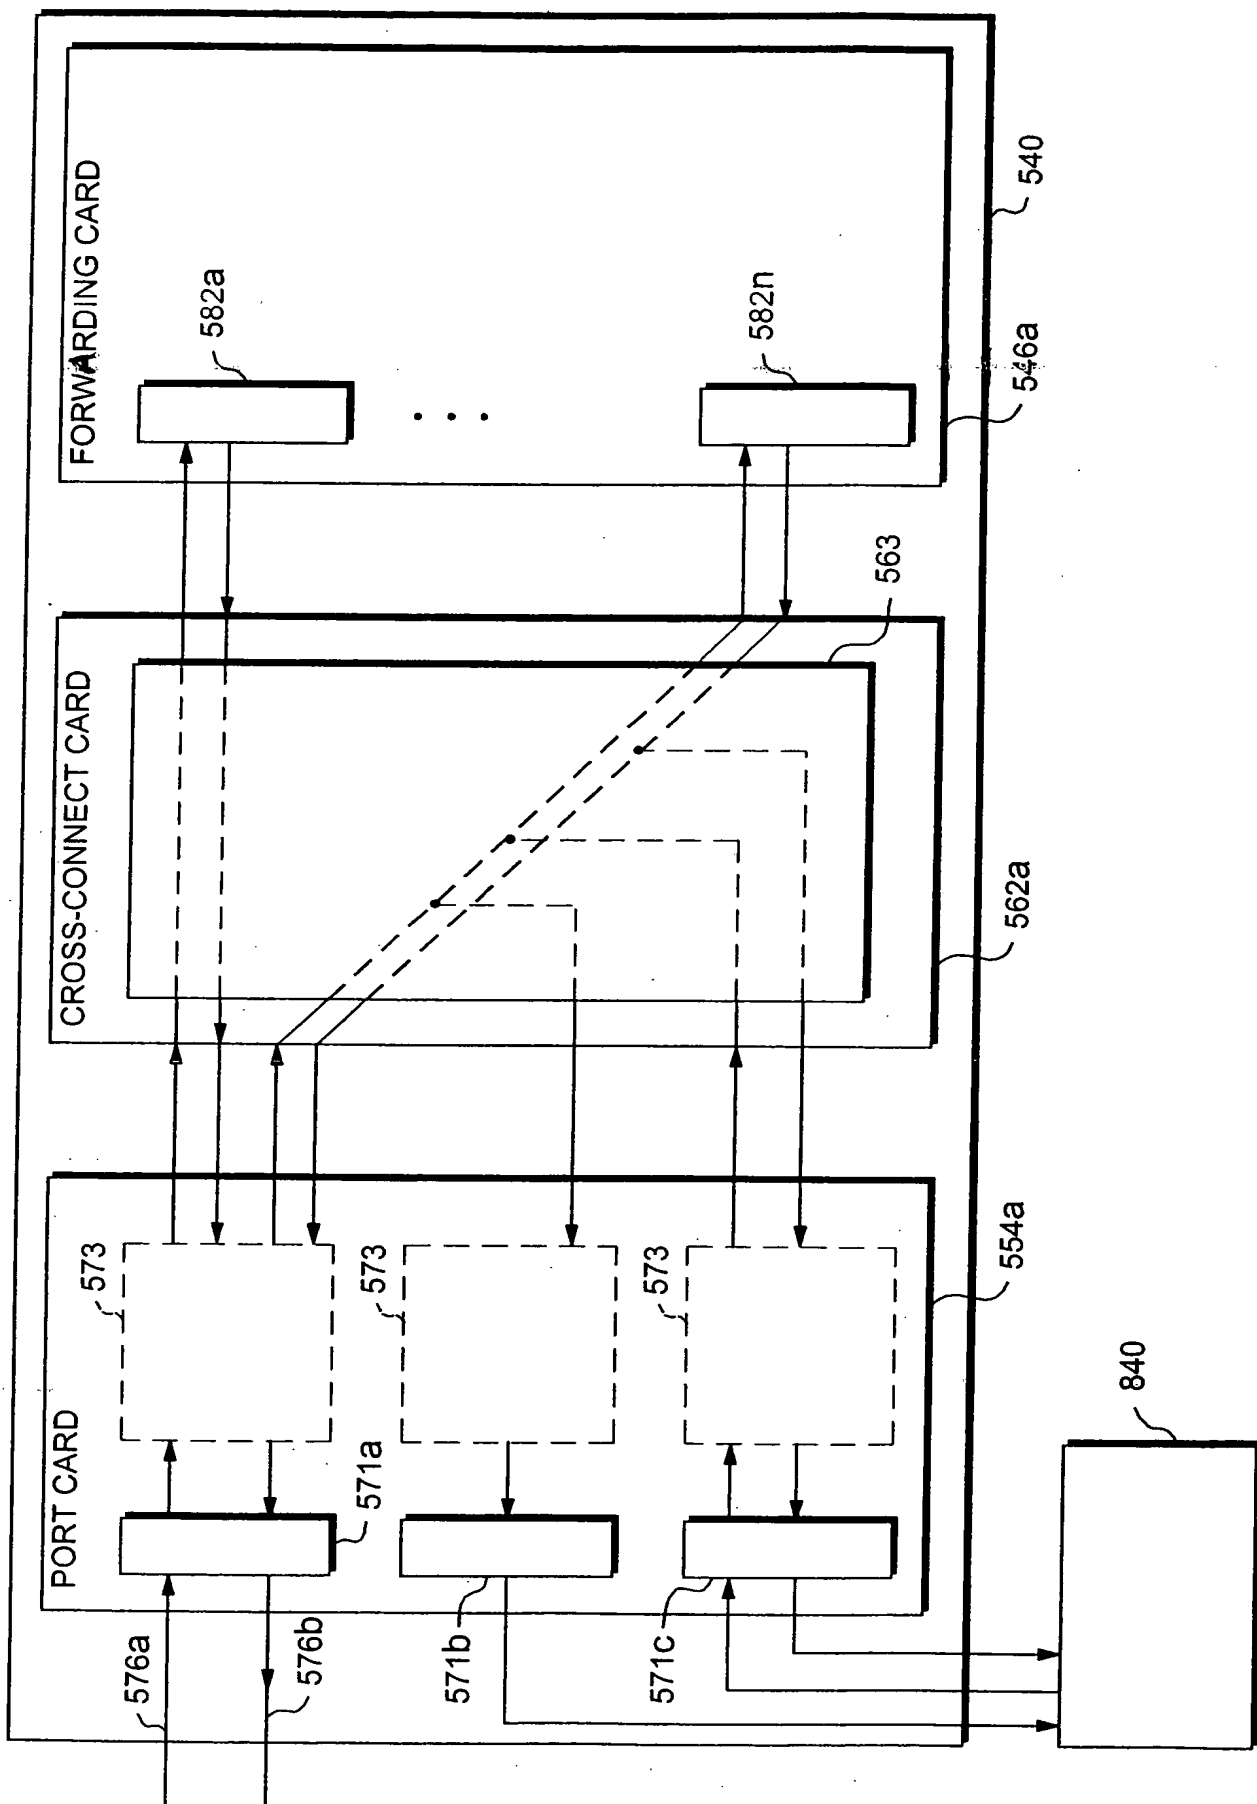 FORWARDING CARD
582a
. . .
582n
540
546a
CROSS-CONNECT CARD
563
562a
PORT CARD
573
573
573
554a
571a
571b
571c
576a
576b
840